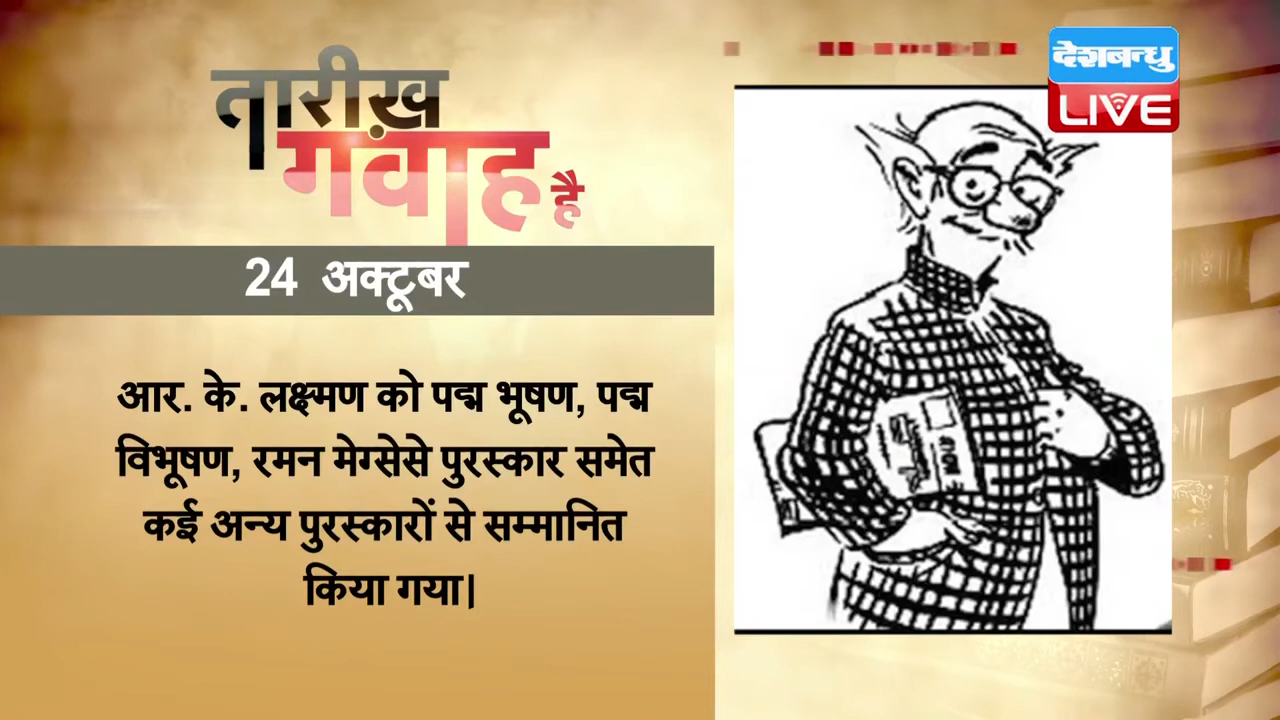 तारीख़
गवाह है
देशबन्धु
LIVE
24 अक्टूबर
आर. के. लक्ष्मण को पद्म भूषण, पद्म
विभूषण, रमन मेग्सेसे पुरस्कार समेत
कई अन्य पुरस्कारों से सम्मानित
किया गया।